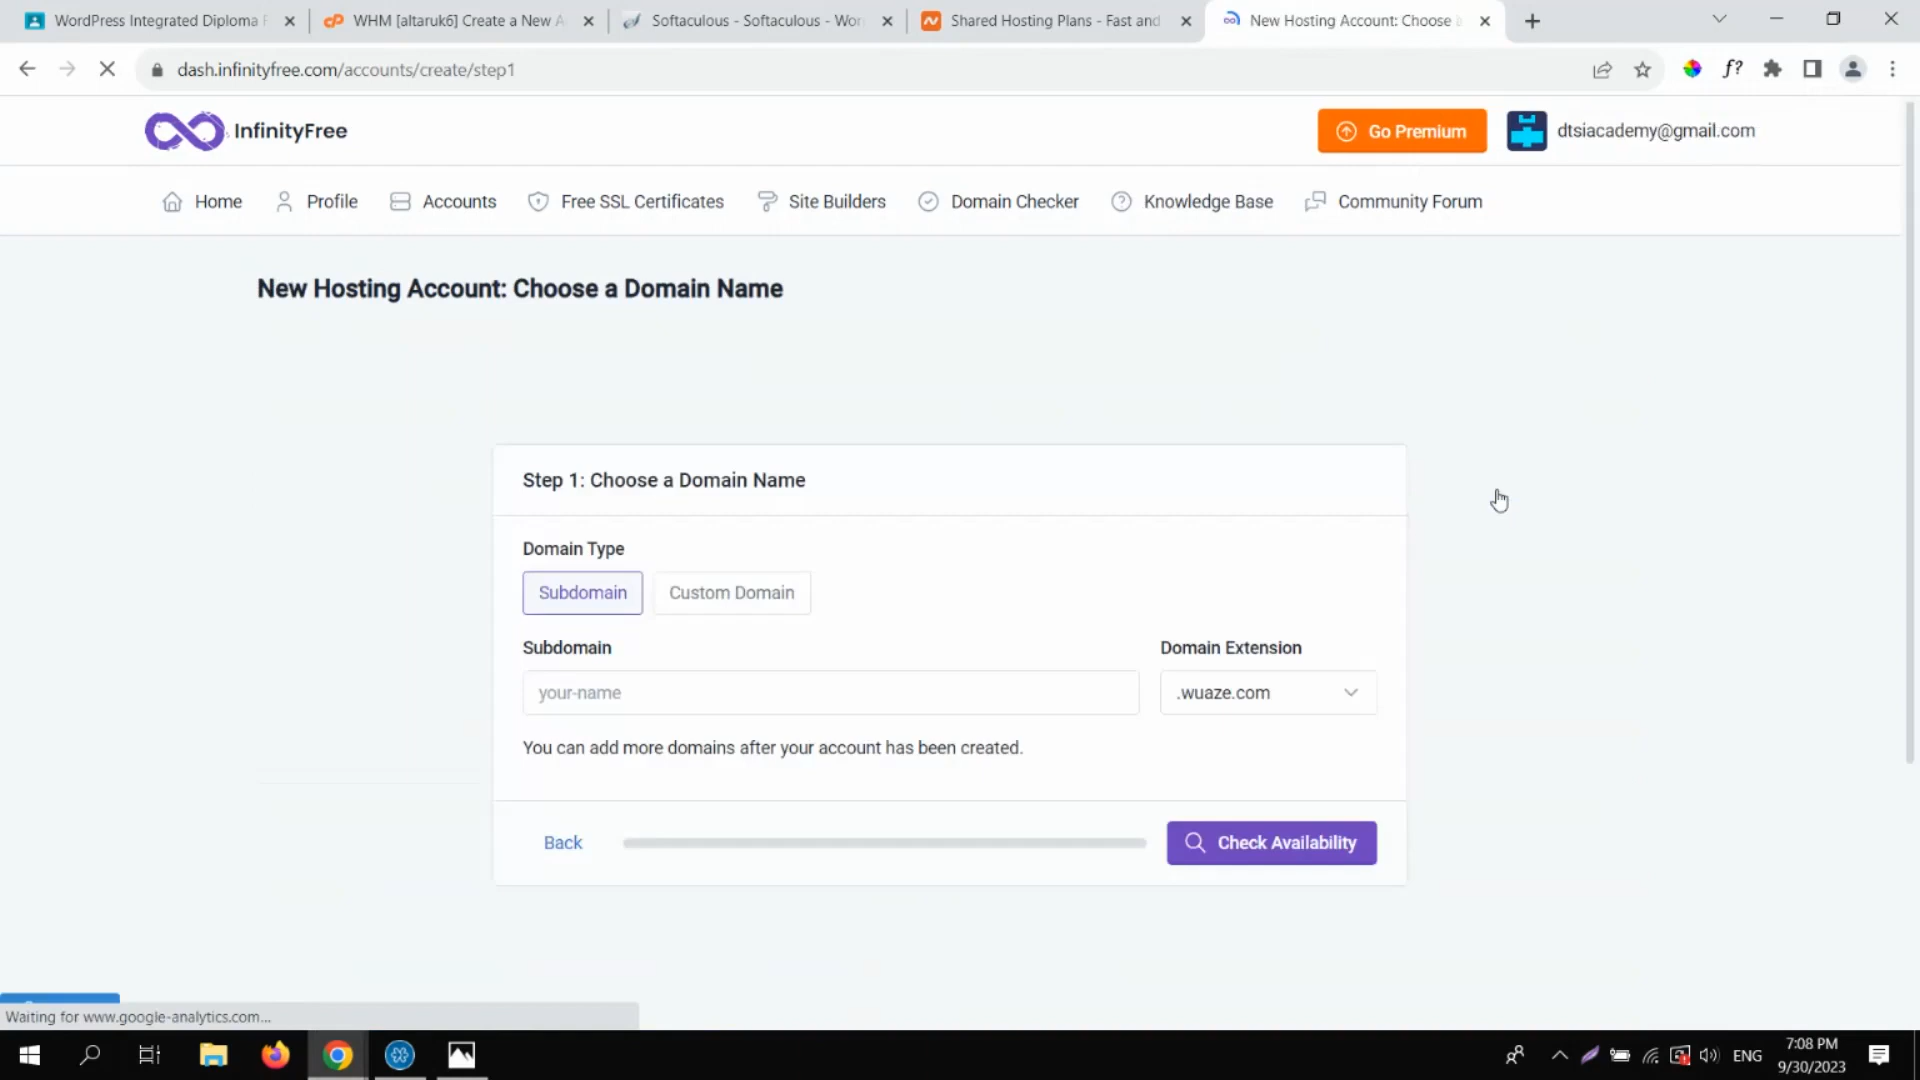 WordPress Integrated Diploma
WHM [altaruk6] Create a New A
Softaculous - Softaculous - Wor
Shared Hosting Plans - Fast and
New Hosting Account: Choose
dash.infinityfree.com/accounts/create/step1
f?
InfinityFree
Go Premium
dtsiacademy@gmail.com
Home
Profile
Accounts
Free SSL Certificates
Site Builders
Domain Checker
Knowledge Base
Community Forum
New Hosting Account: Choose a Domain Name
Step 1: Choose a Domain Name
Domain Type
Subdomain
Custom Domain
Subdomain
Domain Extension
your-name
.wuaze.com
You can add more domains after your account has been created.
Back
Check Availability
Waiting for www.google-analytics.com...
ENG
7:08 PM
9/30/2023